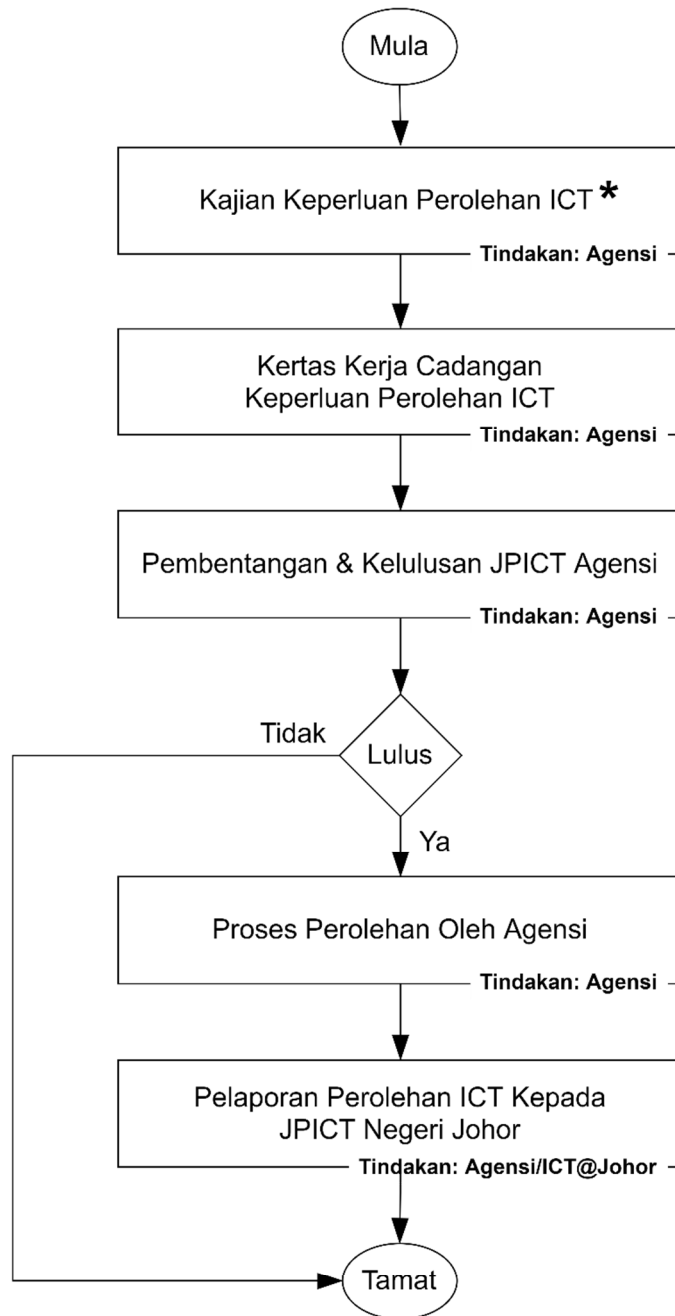 Mula
Kajian Keperluan Perolehan ICT *
Tindakan: Agensi
Kertas Kerja Cadangan
Keperluan Perolehan ICT
Tindakan: Agensi
Pembentangan & Kelulusan JPICT Agensi
Tindakan: Agensi
Tidak
Lulus
Ya
Proses Perolehan Oleh Agensi
Tindakan: Agensi
Pelaporan Perolehan ICT Kepada
JPICT Negeri Johor
Tindakan: Agensi/ICT@Johor
Tamat